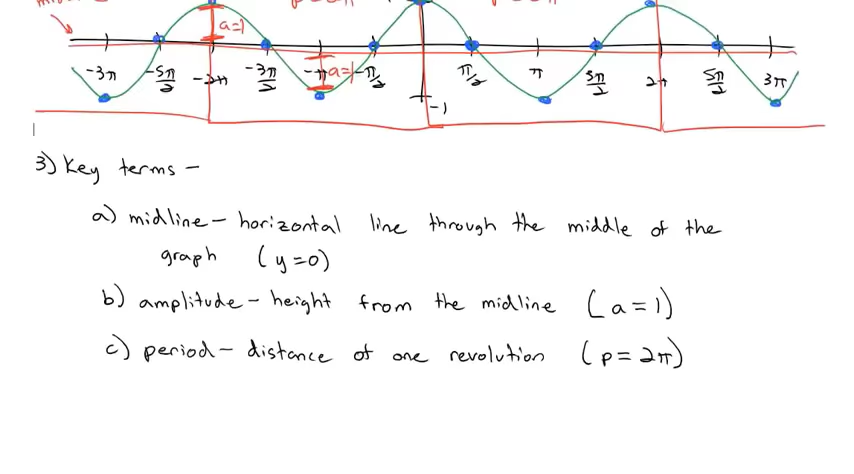 a=1
-3π -5π/2 -2π -3π/2 -π a=1 -π/2 π/2 π 3π/2 2π 5π/2 3π
-1
3) Key terms -
a) midline - horizontal line through the middle of the
graph (y=0)
b) amplitude - height from the midline (a=1)
c) period - distance of one revolution (p=2π)